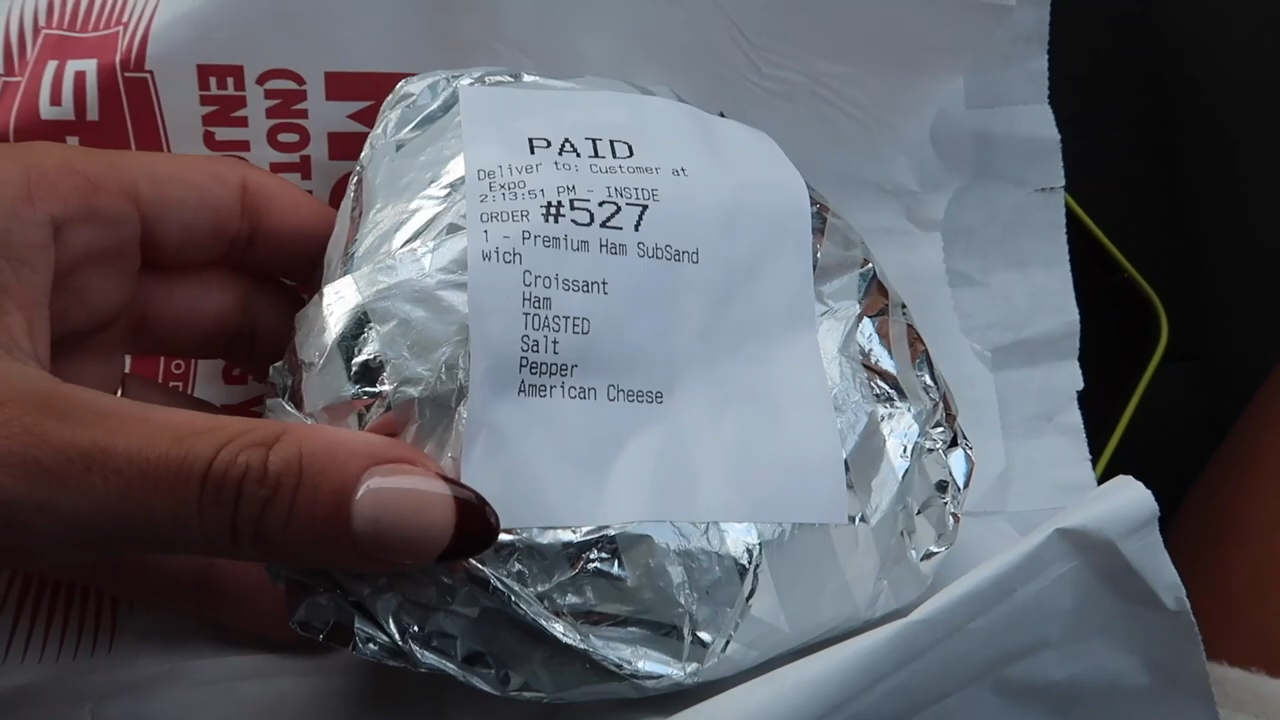 PAID
Deliver to: Customer at
Expo
2:13:51 PM - INSIDE
ORDER #527
1 - Premium Ham SubSand
wich
Croissant
Ham
TOASTED
Salt
Pepper
American Cheese
(NOT
ENJ